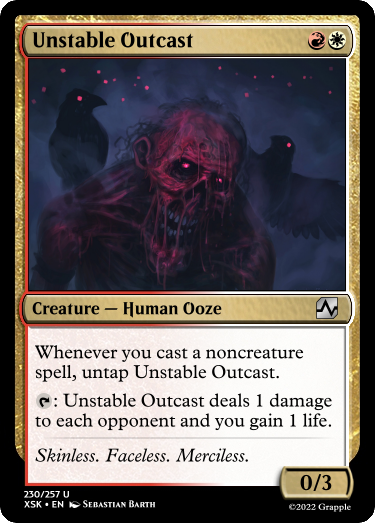 Unstable Outcast
Creature — Human Ooze
Whenever you cast a noncreature
spell, untap Unstable Outcast.
: Unstable Outcast deals 1 damage
to each opponent and you gain 1 life.
Skinless. Faceless. Merciless.
0/3
230/257 U
XSK • EN Sebastian Barth
©2022 Grapple